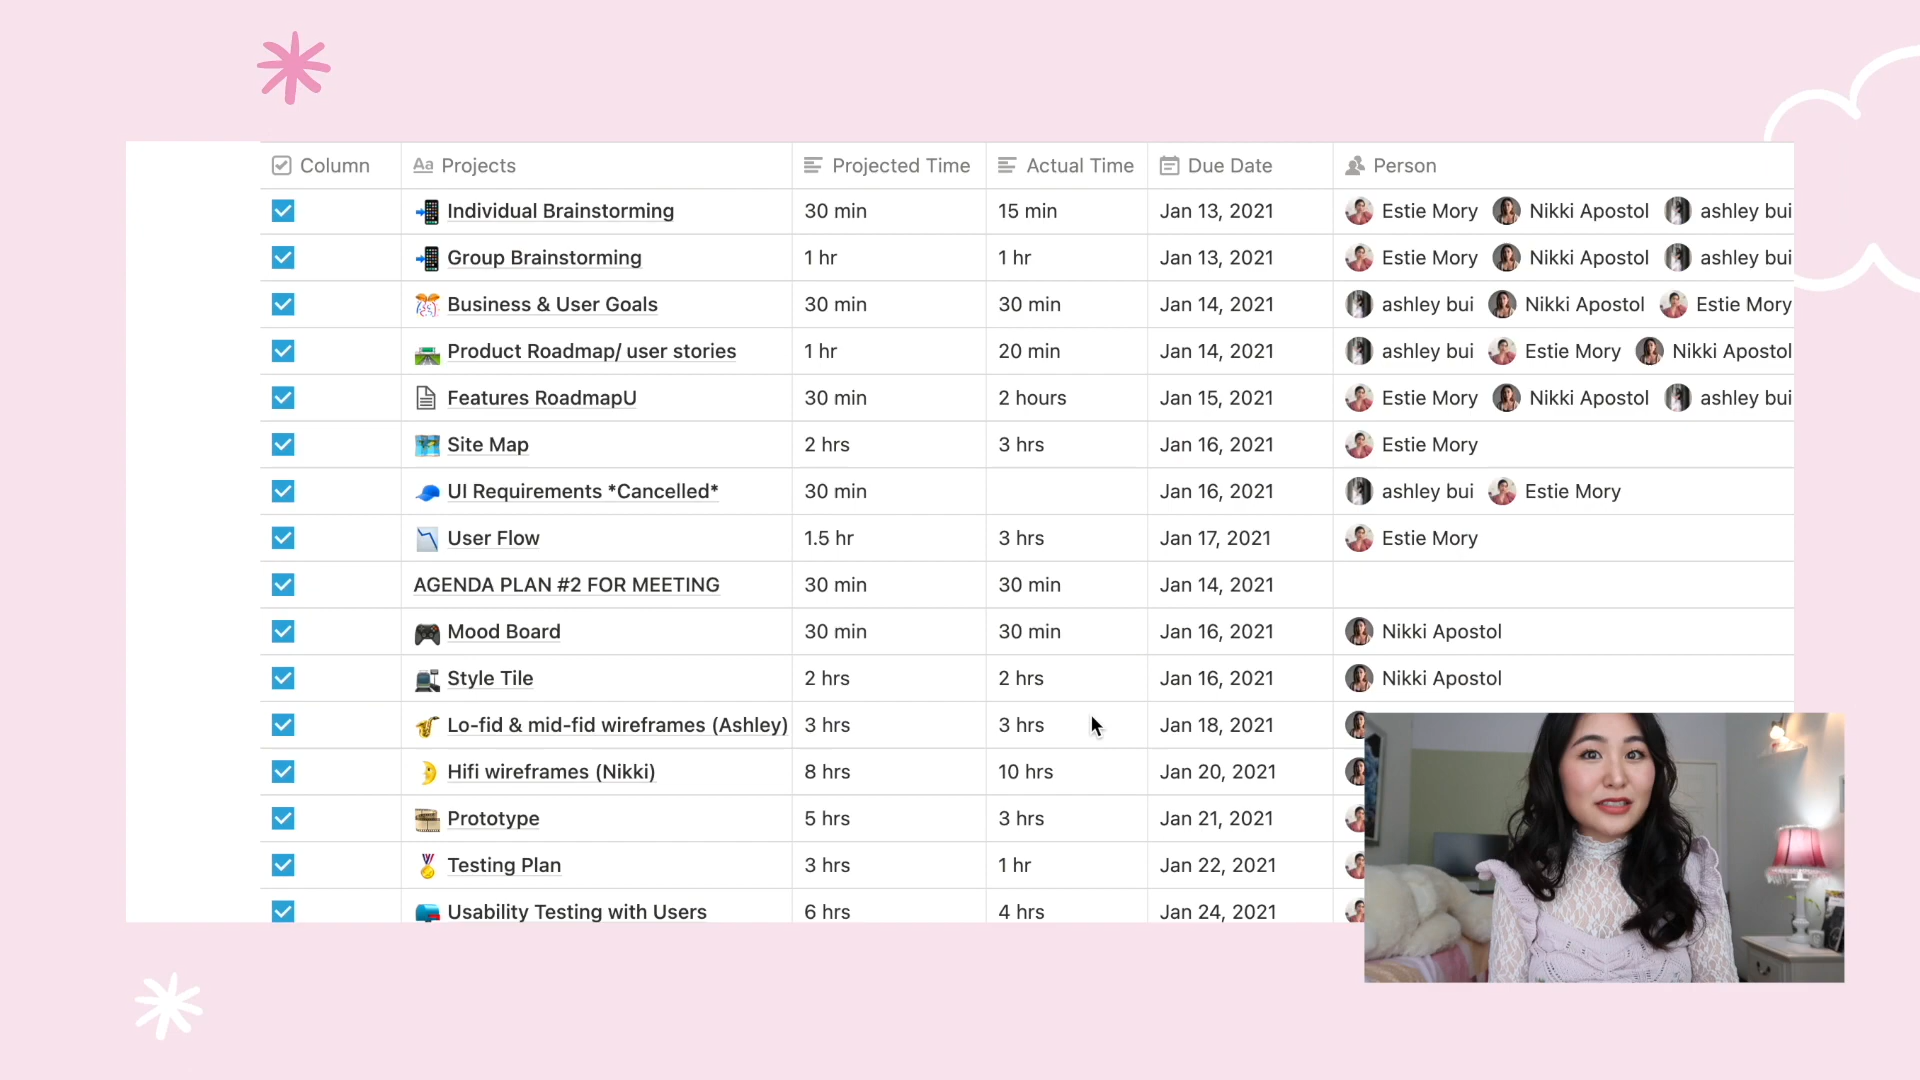 Column Projects Projected Time Actual Time Due Date Person
Individual Brainstorming 30 min 15 min Jan 13, 2021 Estie Mory Nikki Apostol ashley bui
Group Brainstorming 1 hr 1 hr Jan 13, 2021 Estie Mory Nikki Apostol ashley bui
Business & User Goals 30 min 30 min Jan 14, 2021 ashley bui Nikki Apostol Estie Mory
Product Roadmap/ user stories 1 hr 20 min Jan 14, 2021 ashley bui Estie Mory Nikki Apostol
Features RoadmapU 30 min 2 hours Jan 15, 2021 Estie Mory Nikki Apostol ashley bui
Site Map 2 hrs 3 hrs Jan 16, 2021 Estie Mory
UI Requirements *Cancelled* 30 min Jan 16, 2021 ashley bui Estie Mory
User Flow 1.5 hr 3 hrs Jan 17, 2021 Estie Mory
AGENDA PLAN #2 FOR MEETING 30 min 30 min Jan 14, 2021
Mood Board 30 min 30 min Jan 16, 2021 Nikki Apostol
Style Tile 2 hrs 2 hrs Jan 16, 2021 Nikki Apostol
Lo-fid & mid-fid wireframes (Ashley) 3 hrs 3 hrs Jan 18, 2021
Hifi wireframes (Nikki) 8 hrs 10 hrs Jan 20, 2021
Prototype 5 hrs 3 hrs Jan 21, 2021
Testing Plan 3 hrs 1 hr Jan 22, 2021
Usability Testing with Users 6 hrs 4 hrs Jan 24, 2021